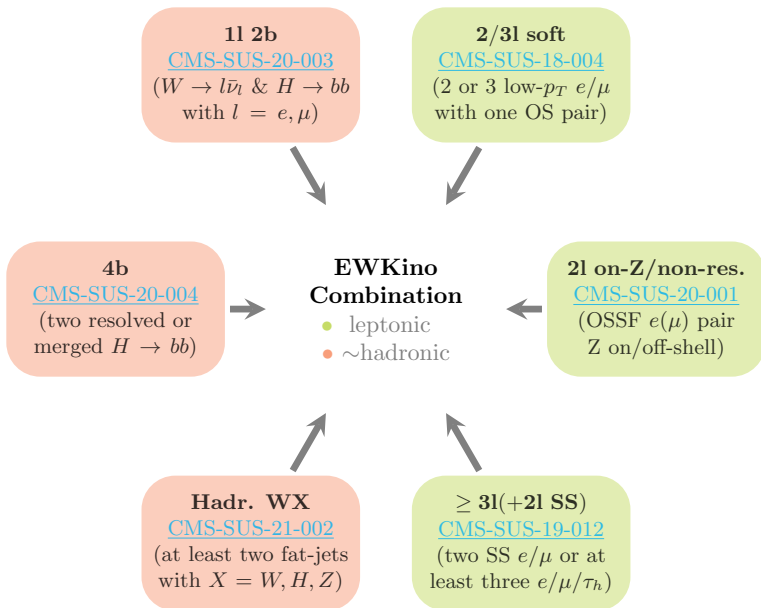 1l 2b
CMS-SUS-20-003
(W → lν̄_l & H → bb
with l = e, μ)
2/3l soft
CMS-SUS-18-004
(2 or 3 low-p_T e/μ
with one OS pair)
4b
CMS-SUS-20-004
(two resolved or
merged H → bb)
EWKino
Combination
• leptonic
• ∼hadronic
2l on-Z/non-res.
CMS-SUS-20-001
(OSSF e(μ) pair
Z on/off-shell)
Hadr. WX
CMS-SUS-21-002
(at least two fat-jets
with X = W, H, Z)
≥ 3l(+2l SS)
CMS-SUS-19-012
(two SS e/μ or at
least three e/μ/τ_h)